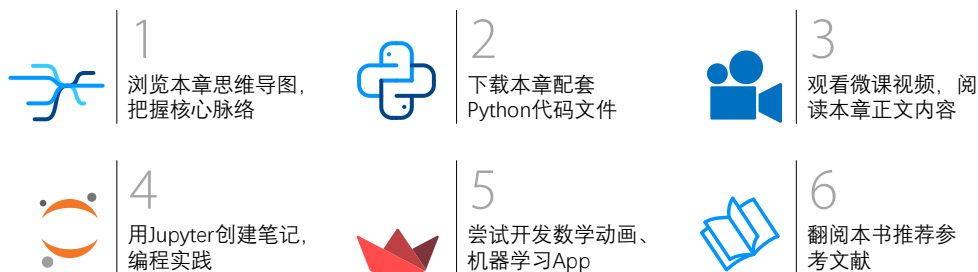 1
浏览本章思维导图，
把握核心脉络
2
下载本章配套
Python代码文件
3
观看微课视频，阅
读本章正文内容
4
用Jupyter创建笔记，
编程实践
5
尝试开发数学动画、
机器学习App
6
翻阅本书推荐参
考文献